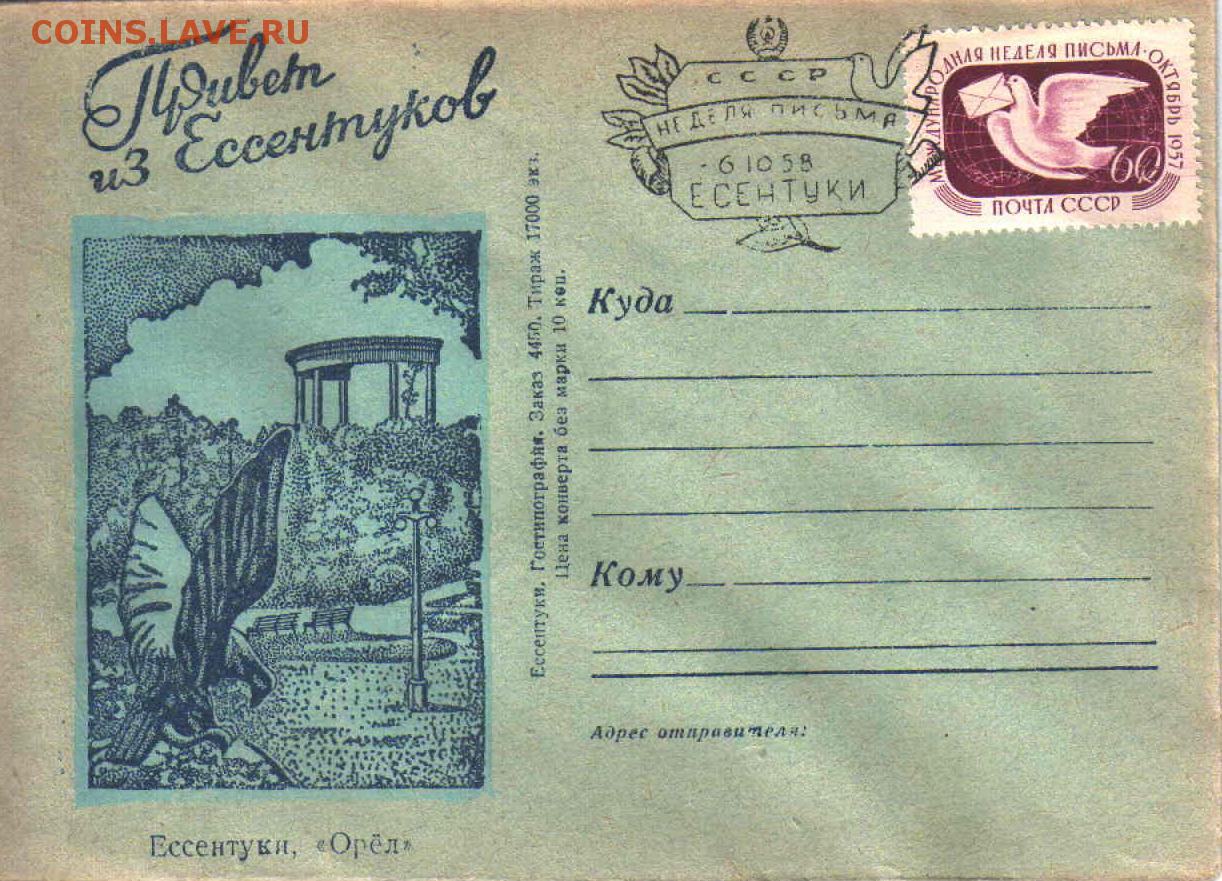 COINS.LAVE.RU
Привет
из Ессентуков
СССР
НЕДЕЛЯ ПИСЬМА
-6 10 58
ЕСЕНТУКИ
МЕЖДУНАРОДНАЯ НЕДЕЛЯ ПИСЬМА · ОКТЯБРЬ 1957
60
ПОЧТА СССР
Ессентуки, Гостипография. Заказ 4450. Тираж 17000 экз.
Цена конверта без марки 10 коп.
Куда
Кому
Адрес отправителя:
Ессентуки, «Орёл»